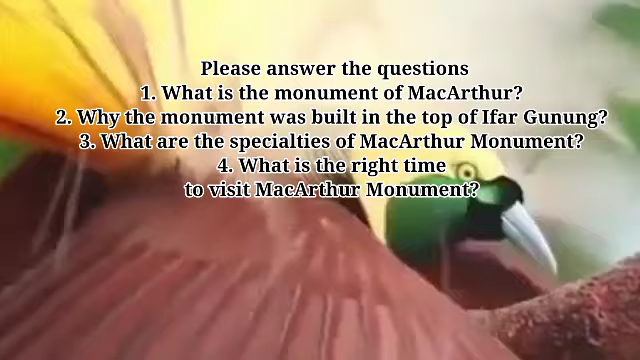 Please answer the questions
1. What is the monument of MacArthur?
2. Why the monument was built in the top of Ifar Gunung?
3. What are the specialties of MacArthur Monument?
4. What is the right time
to visit MacArthur Monument?